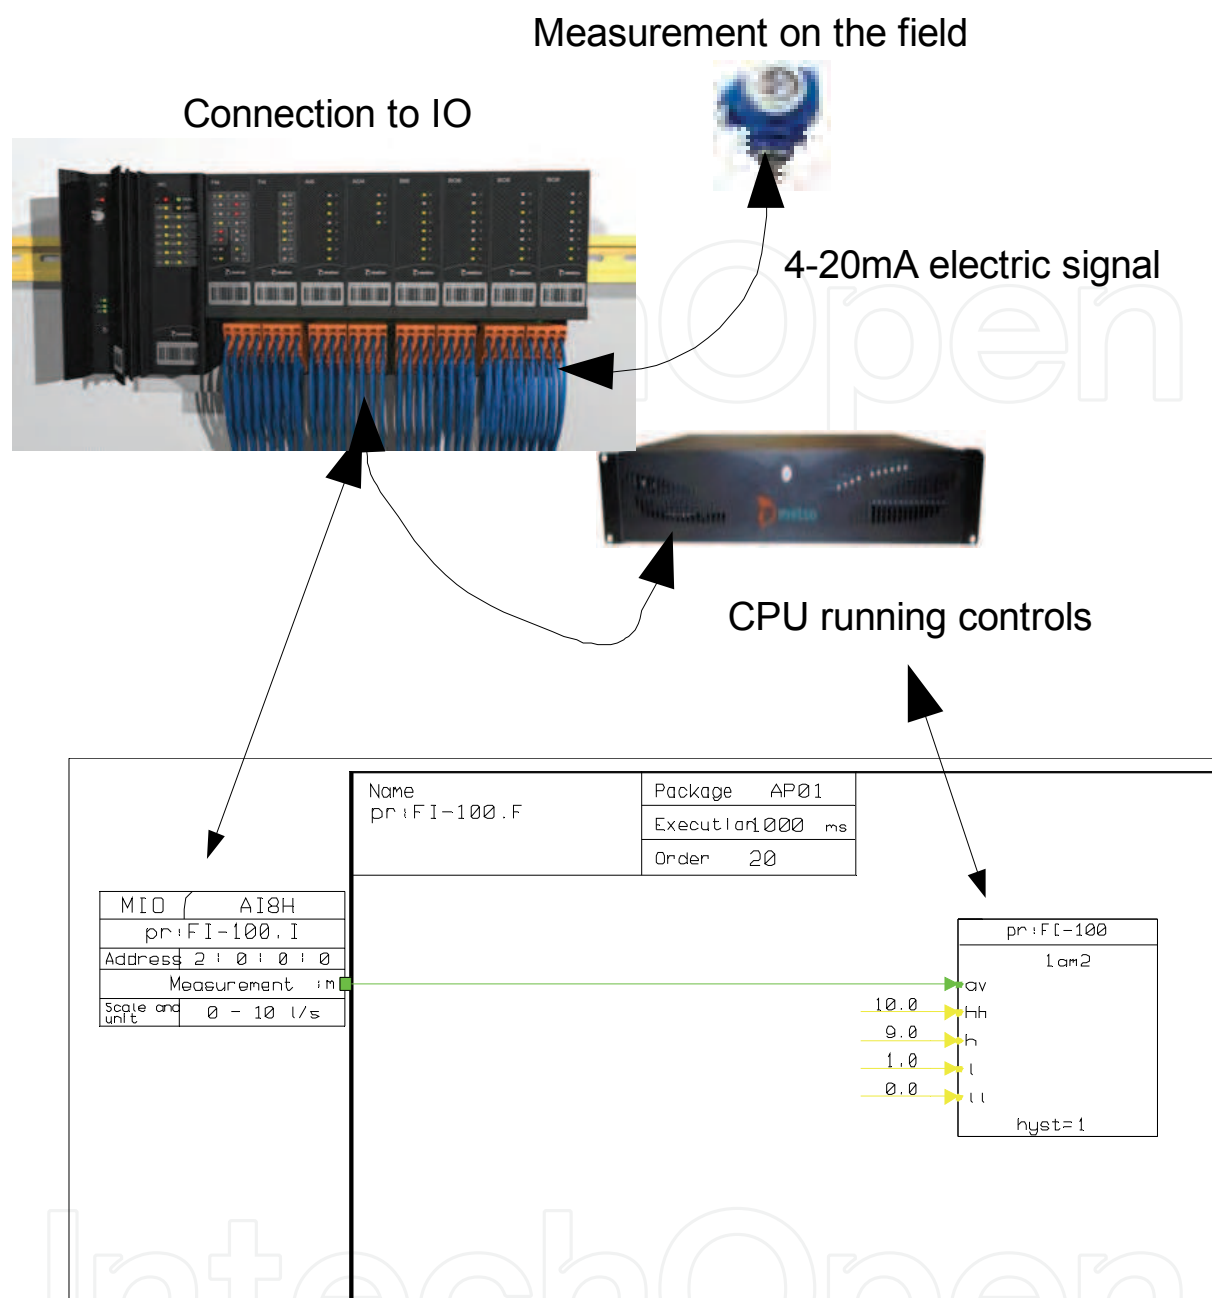 Measurement on the field
Connection to IO
4-20mA electric signal
metso
CPU running controls
Name
pr:FI-100.F
Package AP01
Execution 1000 ms
Order 20
MIO AI8H
pr:FI-100.I
Address 2:0:0:0
Measurement :m
Scale and unit 0 - 10 l/s
pr:FI-100
lam2
av
10.0 hh
9.0 h
1.0 l
0.0 ll
hyst=1
IntechOpen